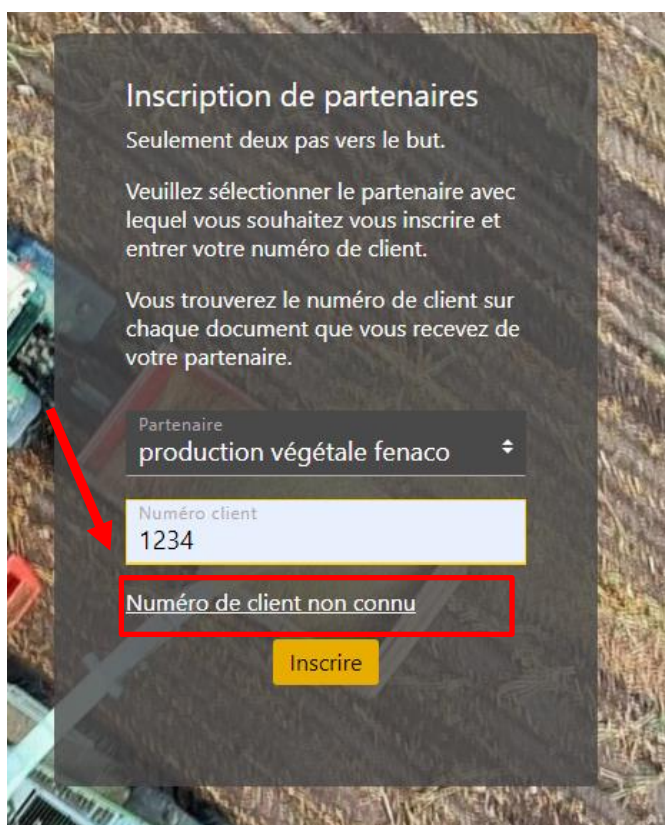 Inscription de partenaires
Seulement deux pas vers le but.
Veuillez sélectionner le partenaire avec
lequel vous souhaitez vous inscrire et
entrer votre numéro de client.
Vous trouverez le numéro de client sur
chaque document que vous recevez de
votre partenaire.
Partenaire
production végétale fenaco
Numéro client
1234
Numéro de client non connu
Inscrire